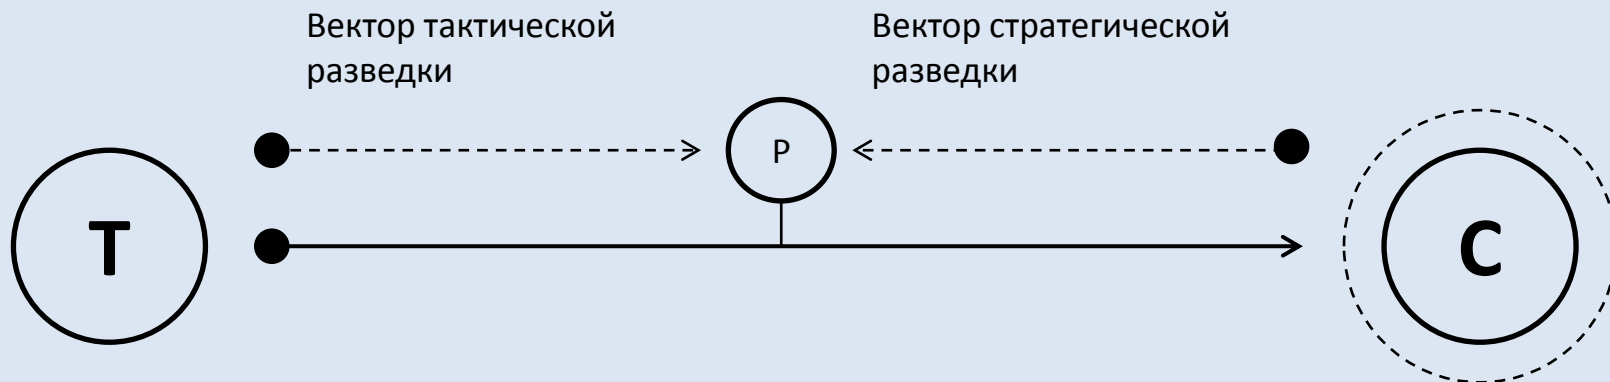 Вектор тактической
разведки
Вектор стратегической
разведки
Р
Т
С